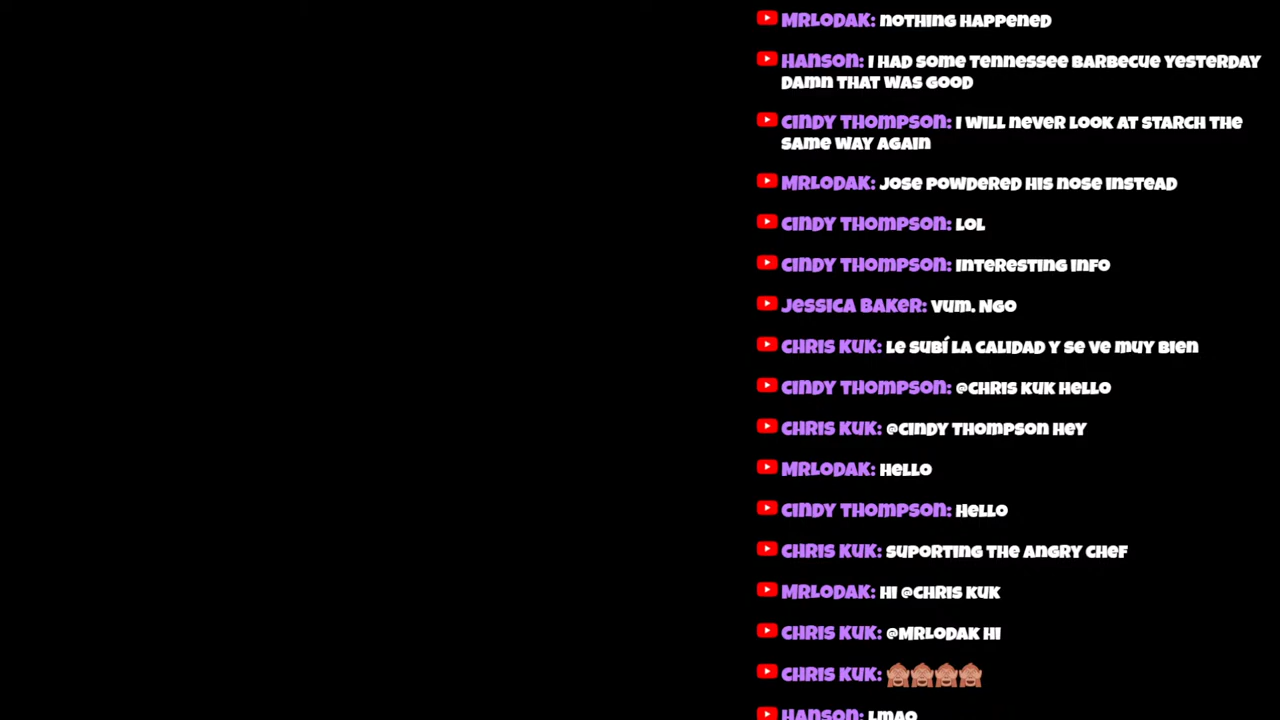 MRLODAK: NOTHING HAPPENED
HANSON: I HAD SOME TENNESSEE BARBECUE YESTERDAY
DAMN THAT WAS GOOD
CINDY THOMPSON: I WILL NEVER LOOK AT STARCH THE
SAME WAY AGAIN
MRLODAK: JOSE POWDERED HIS NOSE INSTEAD
CINDY THOMPSON: LOL
CINDY THOMPSON: INTERESTING INFO
JESSICA BAKER: VUM. NGO
CHRIS KUK: LE SUBÍ LA CALIDAD Y SE VE MUY BIEN
CINDY THOMPSON: @CHRIS KUK HELLO
CHRIS KUK: @CINDY THOMPSON HEY
MRLODAK: HELLO
CINDY THOMPSON: HELLO
CHRIS KUK: SUPORTING THE ANGRY CHEF
MRLODAK: HI @CHRIS KUK
CHRIS KUK: @MRLODAK HI
CHRIS KUK: 🙈🙈🙈🙈
HANSON: LMAO